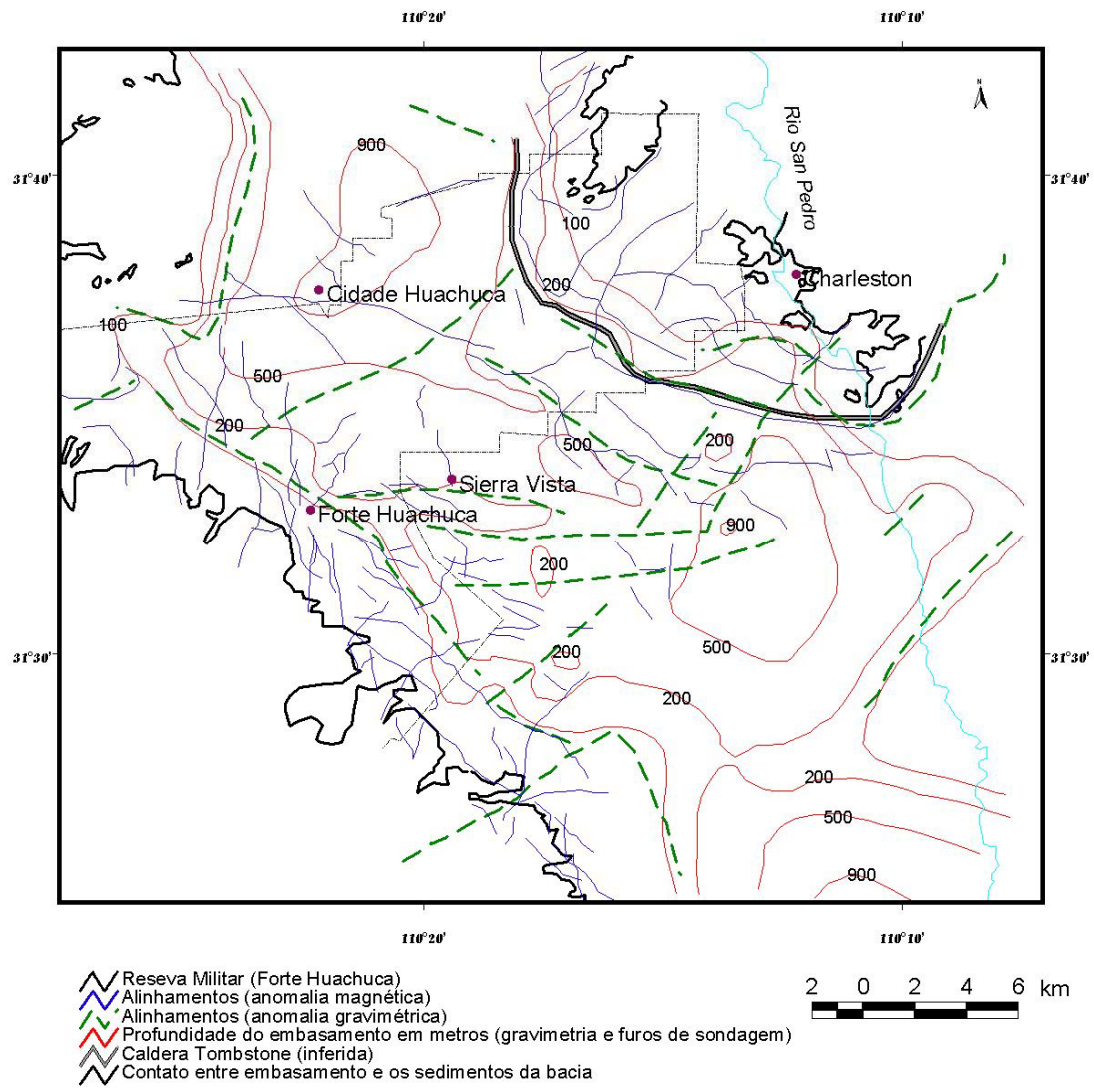 110°20'
110°10'
N
Rio San Pedro
900
31°40'
31°40'
100
200
Charleston
Cidade Huachuca
100
500
200
200
500
Sierra Vista
Forte Huachuca
900
200
31°30'
31°30'
500
200
200
200
500
900
110°20'
110°10'
Reseva Militar (Forte Huachuca)
Alinhamentos (anomalia magnética)
Alinhamentos (anomalia gravimétrica)
Profundidade do embasamento em metros (gravimetria e furos de sondagem)
Caldera Tombstone (inferida)
Contato entre embasamento e os sedimentos da bacia
2 0 2 4 6 km